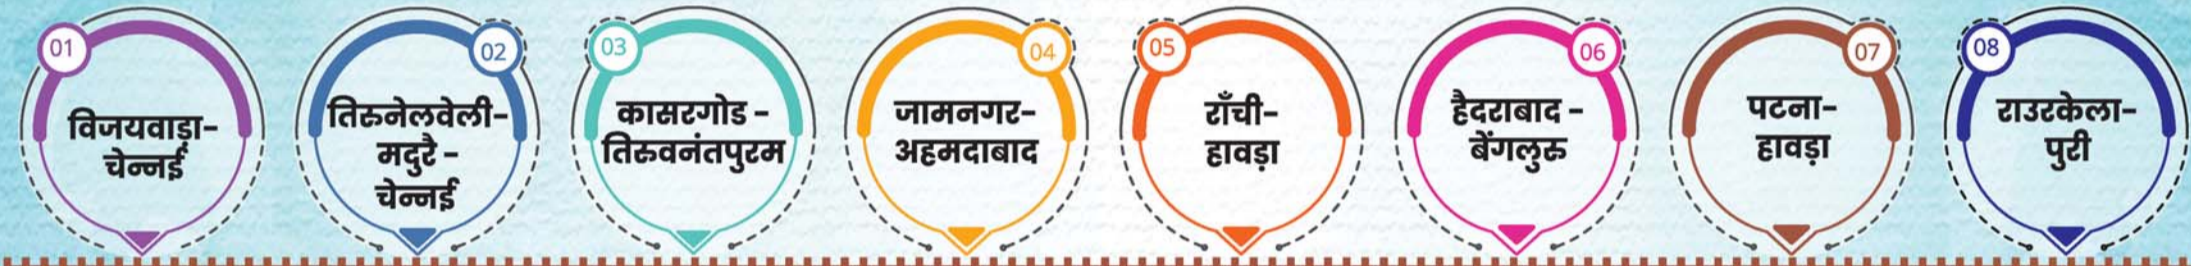 01
विजयवाड़ा-
चेन्नई
02
तिरुनेलवेली-
मदुरै -
चेन्नई
03
कासरगोड -
तिरुवनंतपुरम
04
जामनगर-
अहमदाबाद
05
राँची-
हावड़ा
06
हैदराबाद -
बेंगलुरु
07
पटना-
हावड़ा
08
राउरकेला-
पुरी